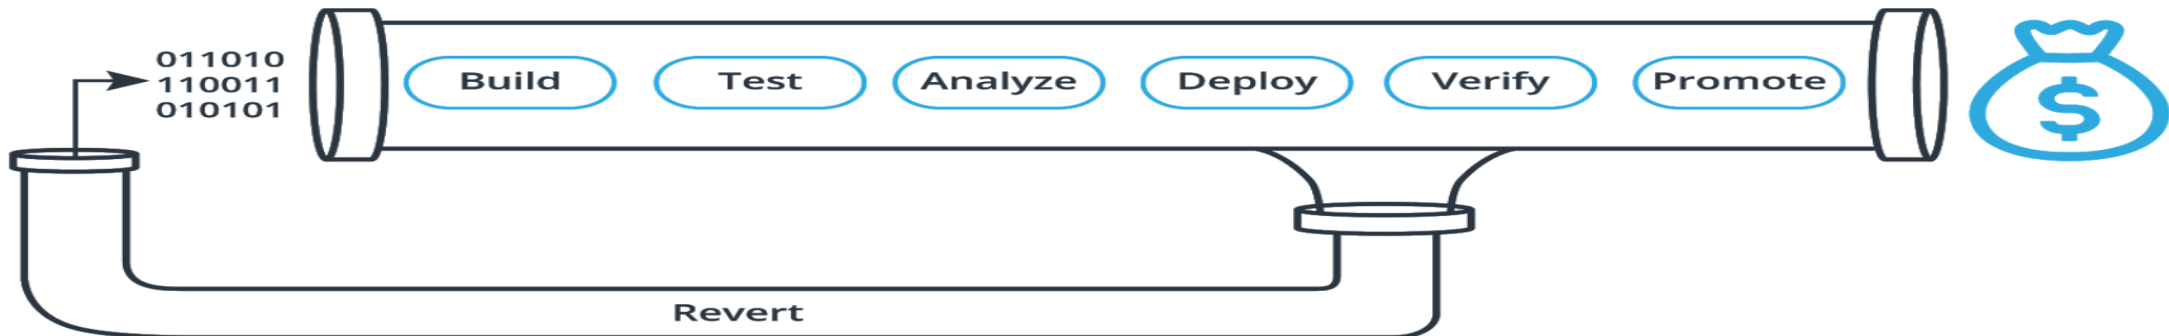 011010
110011
010101
Build
Test
Analyze
Deploy
Verify
Promote
$
Revert